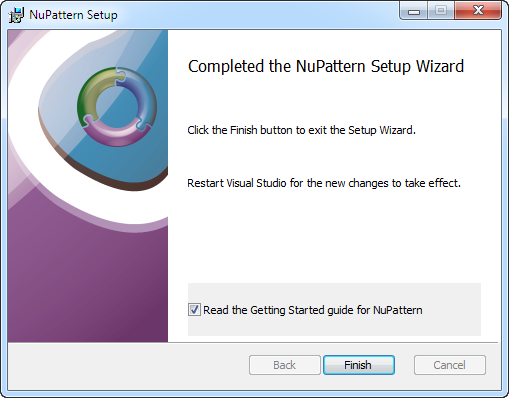 NuPattern Setup
Completed the NuPattern Setup Wizard
Click the Finish button to exit the Setup Wizard.
Restart Visual Studio for the new changes to take effect.
Read the Getting Started guide for NuPattern
Back
Finish
Cancel